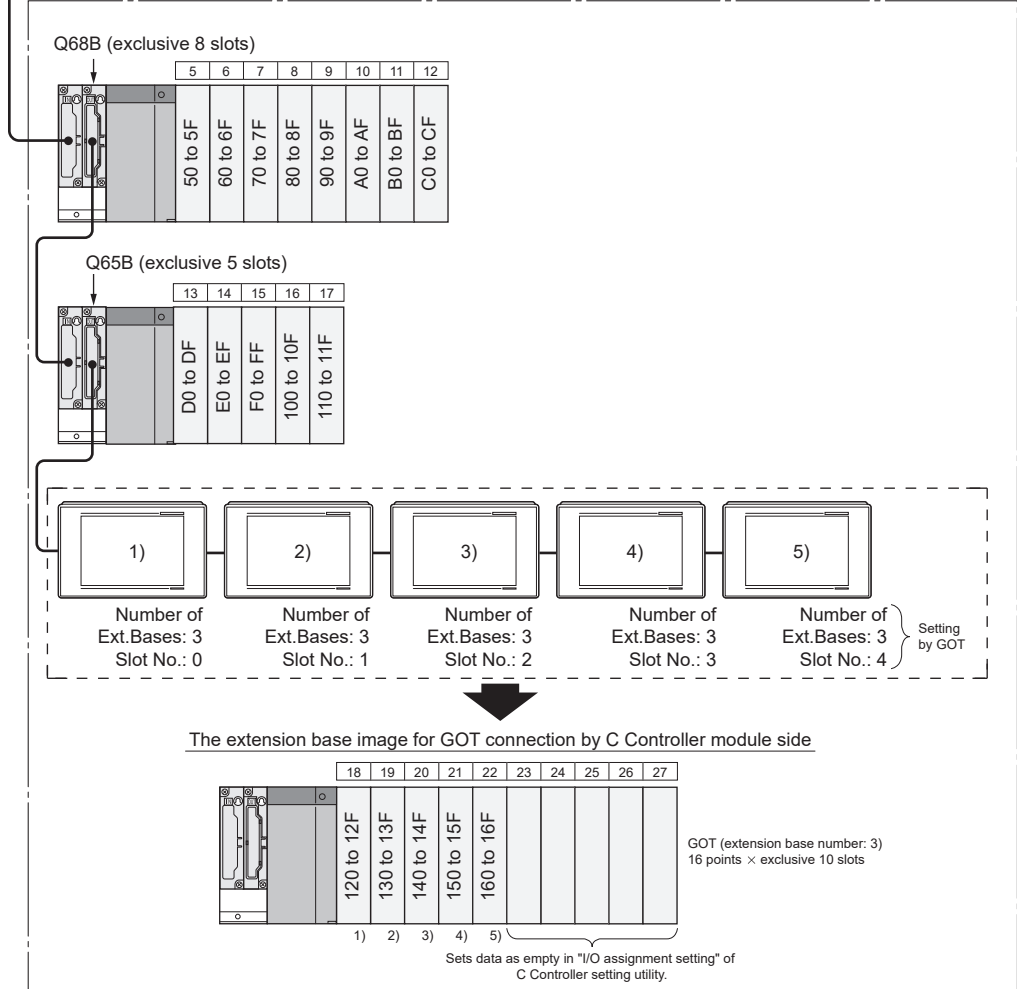 Q68B (exclusive 8 slots)
5 6 7 8 9 10 11 12
50 to 5F
60 to 6F
70 to 7F
80 to 8F
90 to 9F
A0 to AF
B0 to BF
C0 to CF
Q65B (exclusive 5 slots)
13 14 15 16 17
D0 to DF
E0 to EF
F0 to FF
100 to 10F
110 to 11F
1) 2) 3) 4) 5)
Number of
Ext.Bases: 3
Slot No.: 0
Number of
Ext.Bases: 3
Slot No.: 1
Number of
Ext.Bases: 3
Slot No.: 2
Number of
Ext.Bases: 3
Slot No.: 3
Number of
Ext.Bases: 3
Slot No.: 4
Setting
by GOT
The extension base image for GOT connection by C Controller module side
18 19 20 21 22 23 24 25 26 27
120 to 12F
130 to 13F
140 to 14F
150 to 15F
160 to 16F
GOT (extension base number: 3)
16 points × exclusive 10 slots
1) 2) 3) 4) 5)
Sets data as empty in "I/O assignment setting" of
C Controller setting utility.